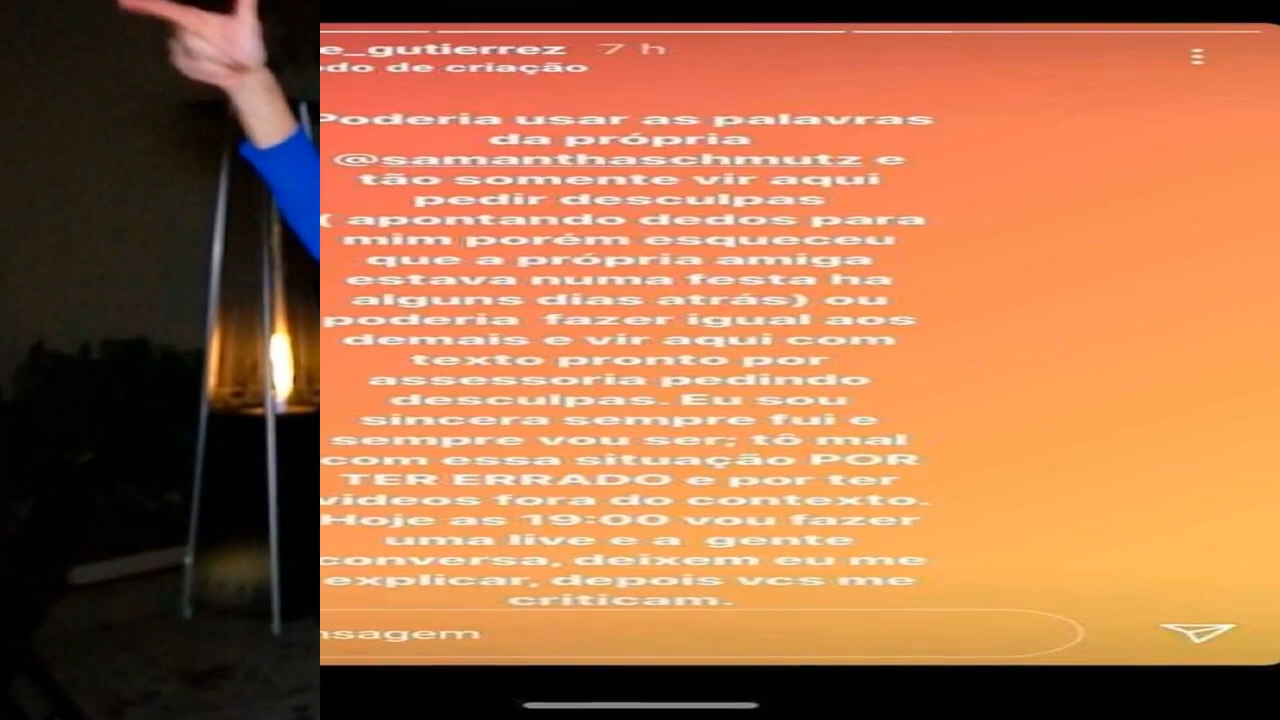 e_gutierrez 7 h
do de criação
Poderia usar as palavras
da própria
@samanthaschmutz e
tão somente vir aqui
pedir desculpas
( apontando dedos para
mim porém esqueceu
que a própria amiga
estava numa festa ha
alguns dias atrás) ou
poderia fazer igual aos
demais e vir aqui com
texto pronto por
assessoria pedindo
desculpas. Eu sou
sincera sempre fui e
sempre vou ser; tô mal
com essa situação POR
TER ERRADO e por ter
videos fora do contexto.
Hoje as 19:00 vou fazer
uma live e a gente
conversa, deixem eu me
explicar, depois vcs me
criticam.
nsagem